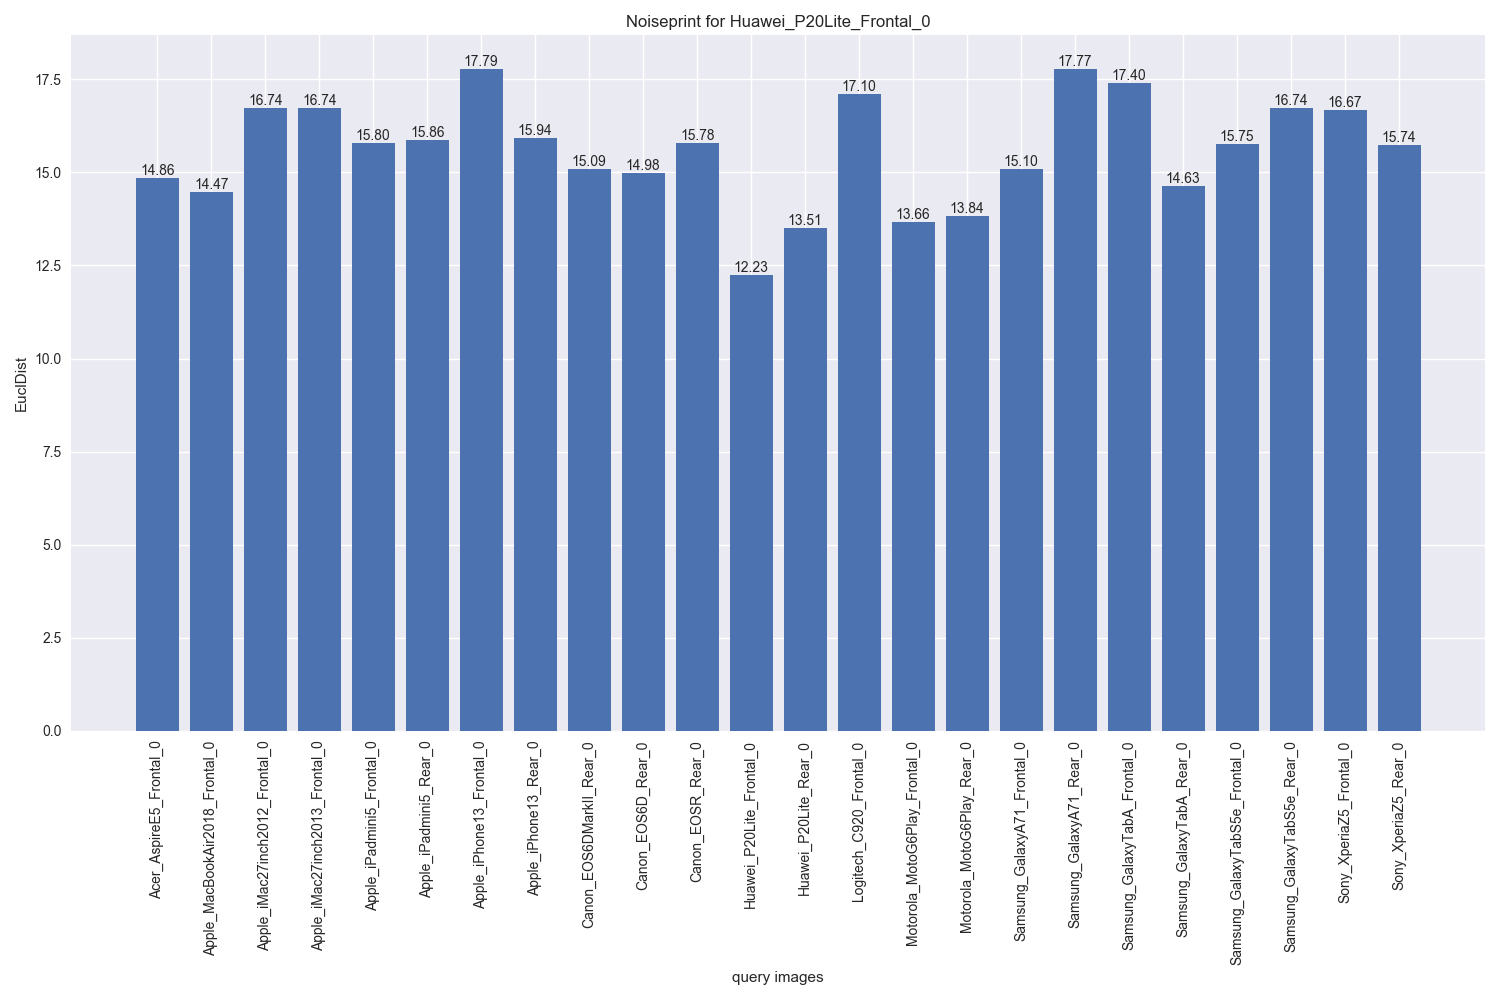 Noiseprint for Huawei_P20Lite_Frontal_0
EuclDist
17.5
15.0
12.5
10.0
7.5
5.0
2.5
0.0
14.86
14.47
16.74
16.74
15.80
15.86
17.79
15.94
15.09
14.98
15.78
12.23
13.51
17.10
13.66
13.84
15.10
17.77
17.40
14.63
15.75
16.74
16.67
15.74
Acer_AspireE5_Frontal_0
Apple_MacBookAir2018_Frontal_0
Apple_iMac27inch2012_Frontal_0
Apple_iMac27inch2013_Frontal_0
Apple_iPadmini5_Frontal_0
Apple_iPadmini5_Rear_0
Apple_iPhone13_Frontal_0
Apple_iPhone13_Rear_0
Canon_EOS6DMarkII_Rear_0
Canon_EOS6D_Rear_0
Canon_EOSR_Rear_0
Huawei_P20Lite_Frontal_0
Huawei_P20Lite_Rear_0
Logitech_C920_Frontal_0
Motorola_MotoG6Play_Frontal_0
Motorola_MotoG6Play_Rear_0
Samsung_GalaxyA71_Frontal_0
Samsung_GalaxyA71_Rear_0
Samsung_GalaxyTabA_Frontal_0
Samsung_GalaxyTabA_Rear_0
Samsung_GalaxyTabS5e_Frontal_0
Samsung_GalaxyTabS5e_Rear_0
Sony_XperiaZ5_Frontal_0
Sony_XperiaZ5_Rear_0
query images